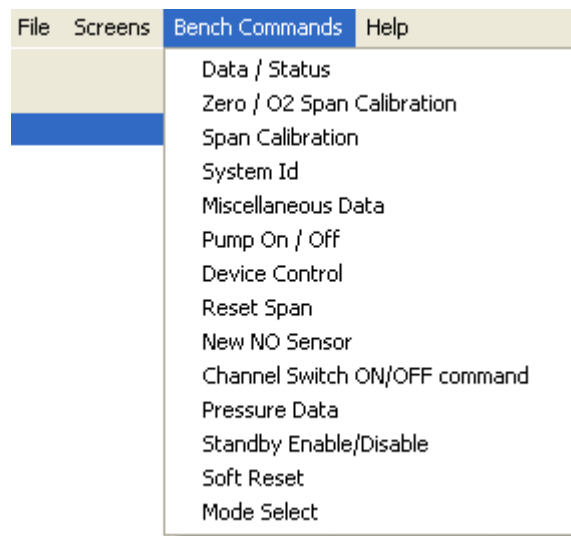 File Screens Bench Commands Help
Data / Status
Zero / O2 Span Calibration
Span Calibration
System Id
Miscellaneous Data
Pump On / Off
Device Control
Reset Span
New NO Sensor
Channel Switch ON/OFF command
Pressure Data
Standby Enable/Disable
Soft Reset
Mode Select